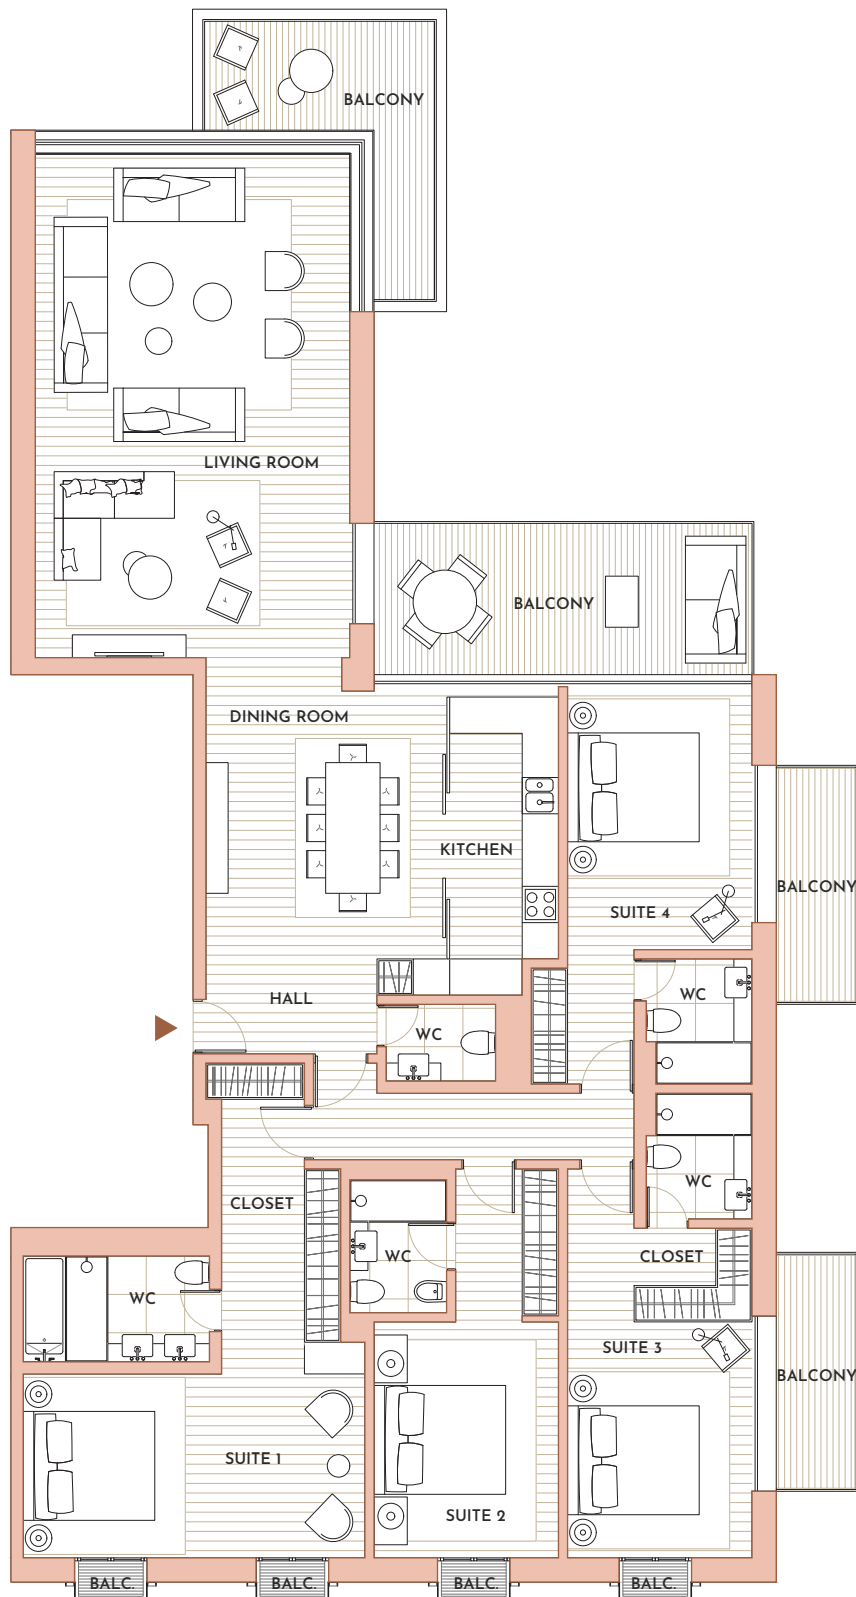 BALCONY
LIVING ROOM
BALCONY
DINING ROOM
KITCHEN
BALCONY
SUITE 4
HALL
WC
WC
WC
CLOSET
WC
CLOSET
WC
SUITE 3
BALCONY
SUITE 1
SUITE 2
BALC.
BALC.
BALC.
BALC.